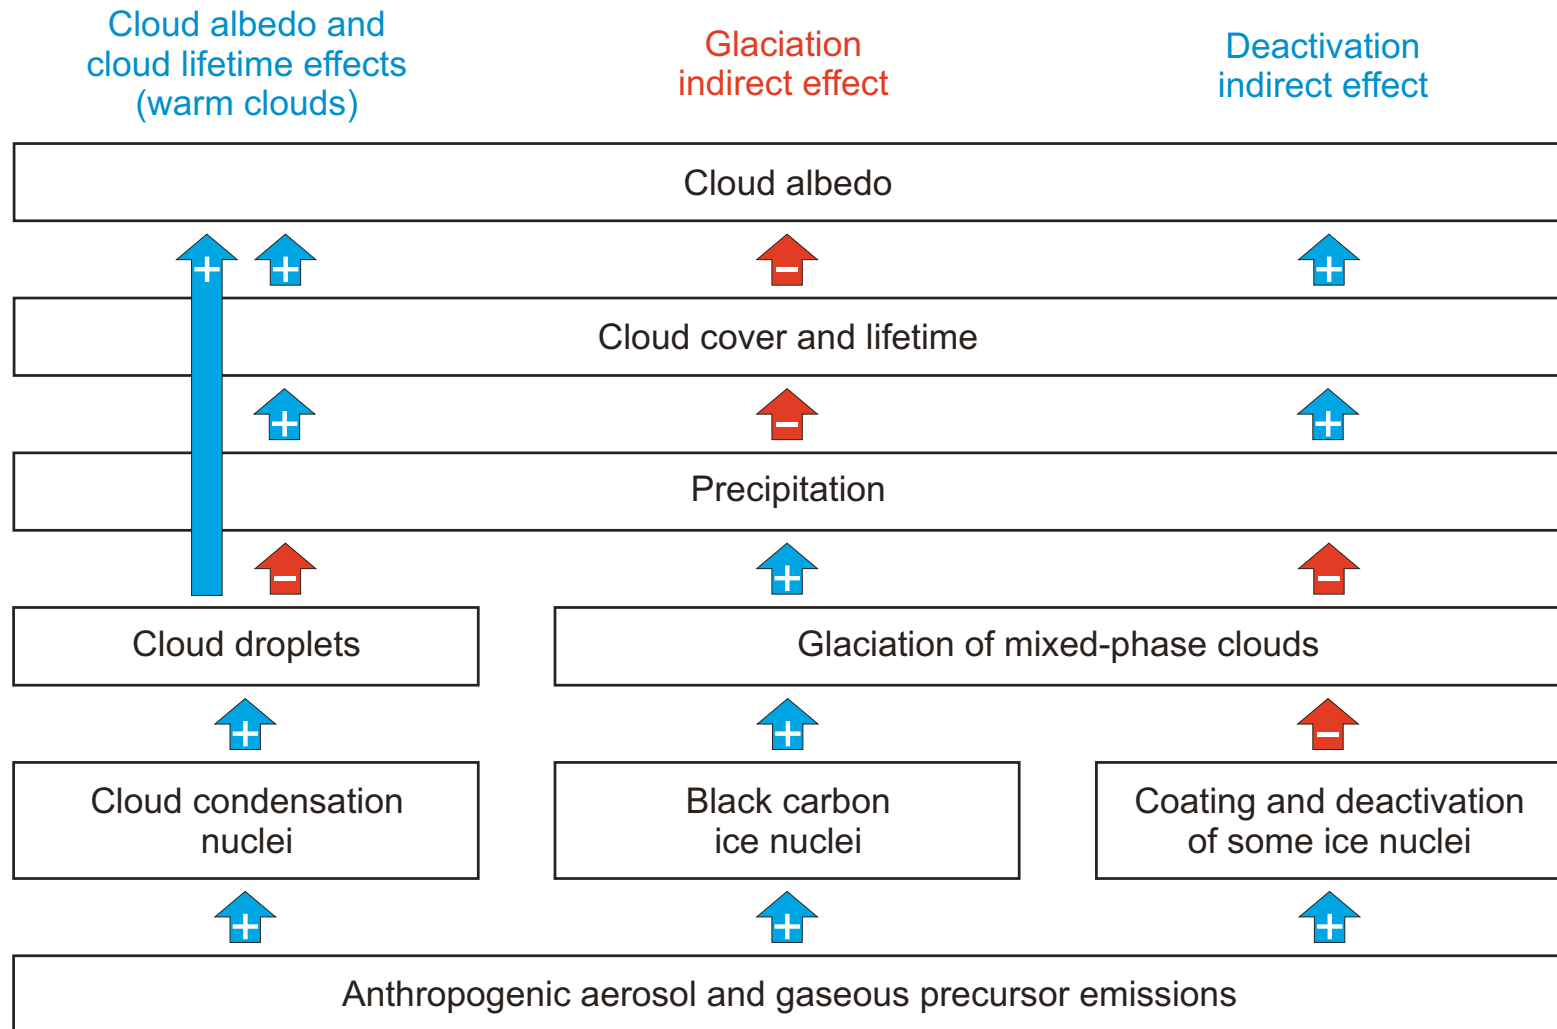 Cloud albedo and
cloud lifetime effects
(warm clouds)
Glaciation
indirect effect
Deactivation
indirect effect
Cloud albedo
+ + − +
Cloud cover and lifetime
+ − +
Precipitation
− + −
Cloud droplets
Glaciation of mixed-phase clouds
+ + −
Cloud condensation
nuclei
Black carbon
ice nuclei
Coating and deactivation
of some ice nuclei
+ + +
Anthropogenic aerosol and gaseous precursor emissions